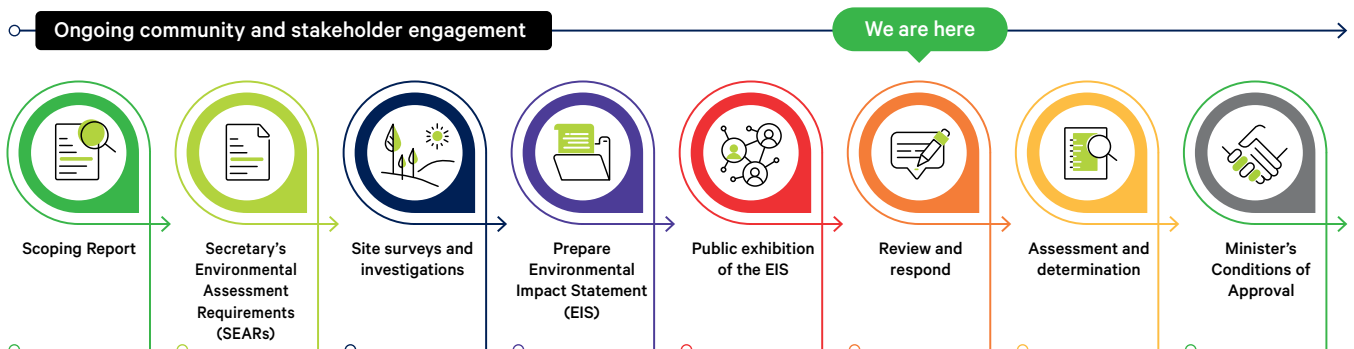 Ongoing community and stakeholder engagement
We are here
Scoping Report
Secretary's
Environmental
Assessment
Requirements
(SEARs)
Site surveys and
investigations
Prepare
Environmental
Impact Statement
(EIS)
Public exhibition
of the EIS
Review and
respond
Assessment and
determination
Minister's
Conditions of
Approval